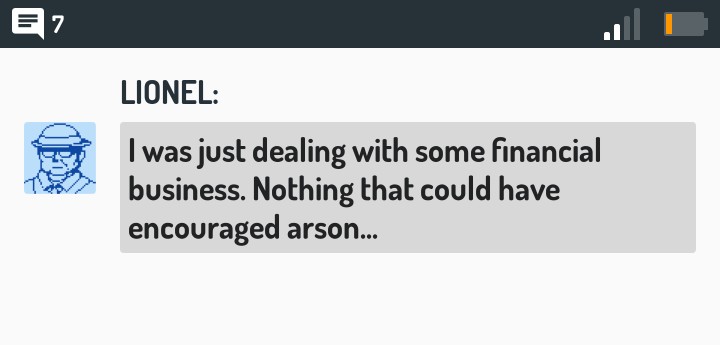 7
LIONEL:
I was just dealing with some financial
business. Nothing that could have
encouraged arson...